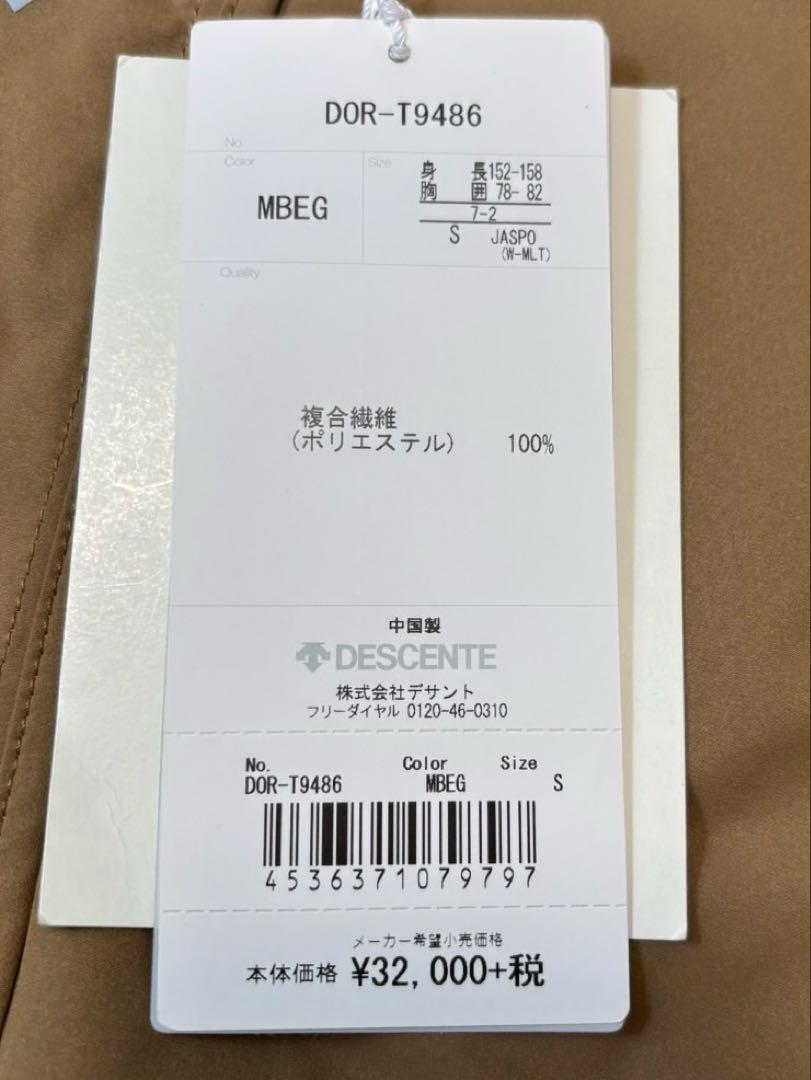 DOR-T9486
No.
Color
MBEG
Size
身 長152-158
胸 囲 78- 82
7-2
S JASPO
(W-MLT)
Quality
複合繊維
(ポリエステル) 100%
中国製
DESCENTE
株式会社デサント
フリーダイヤル 0120-46-0310
No. Color Size
DOR-T9486 MBEG S
4536371079797
メーカー希望小売価格
本体価格 ¥32,000+税